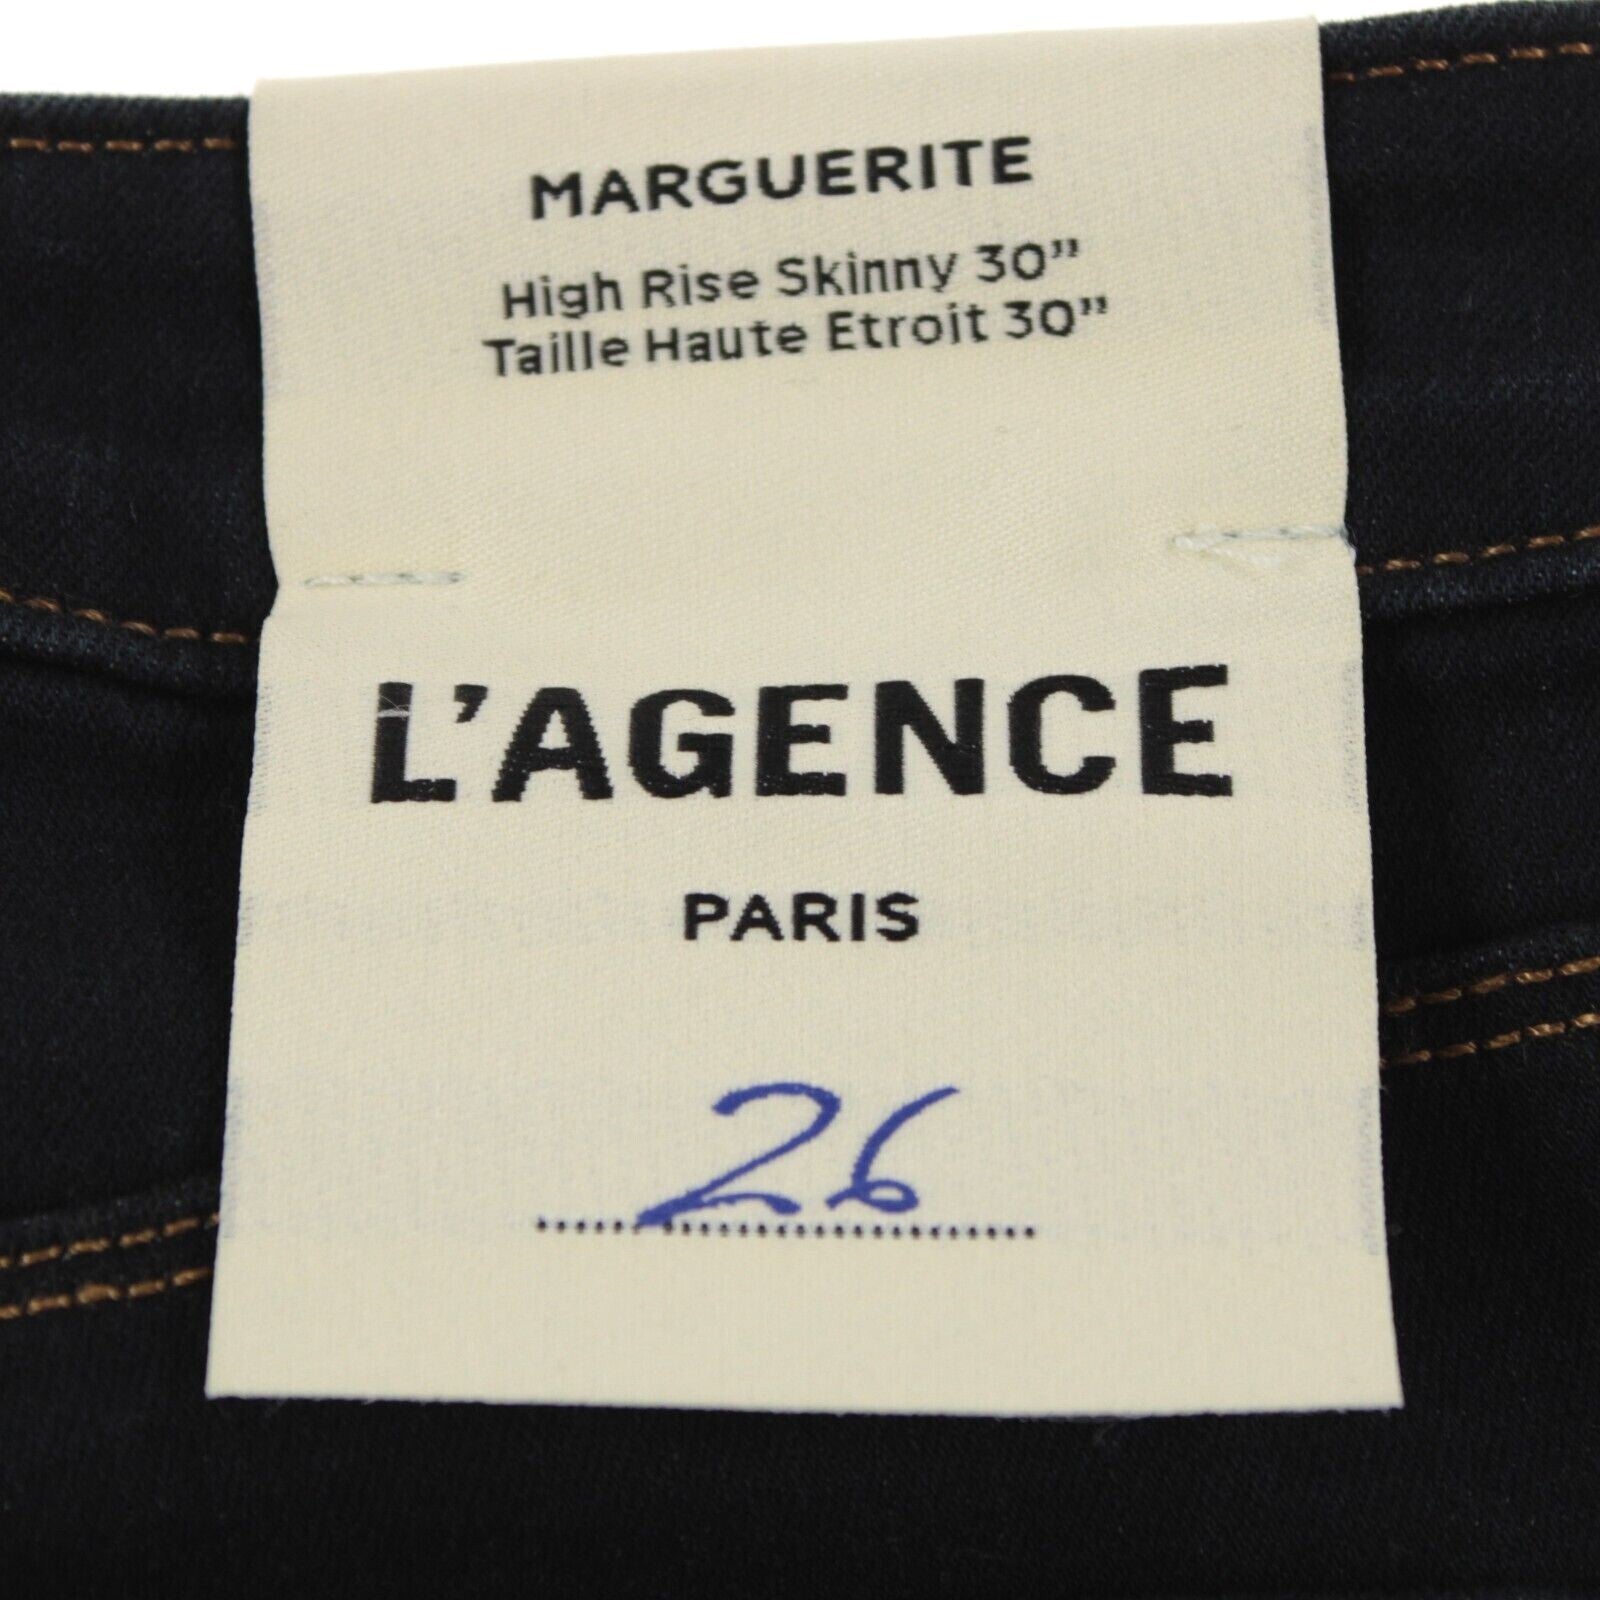 MARGUERITE
High Rise Skinny 30”
Taille Haute Etroit 30”
L’AGENCE
PARIS
26